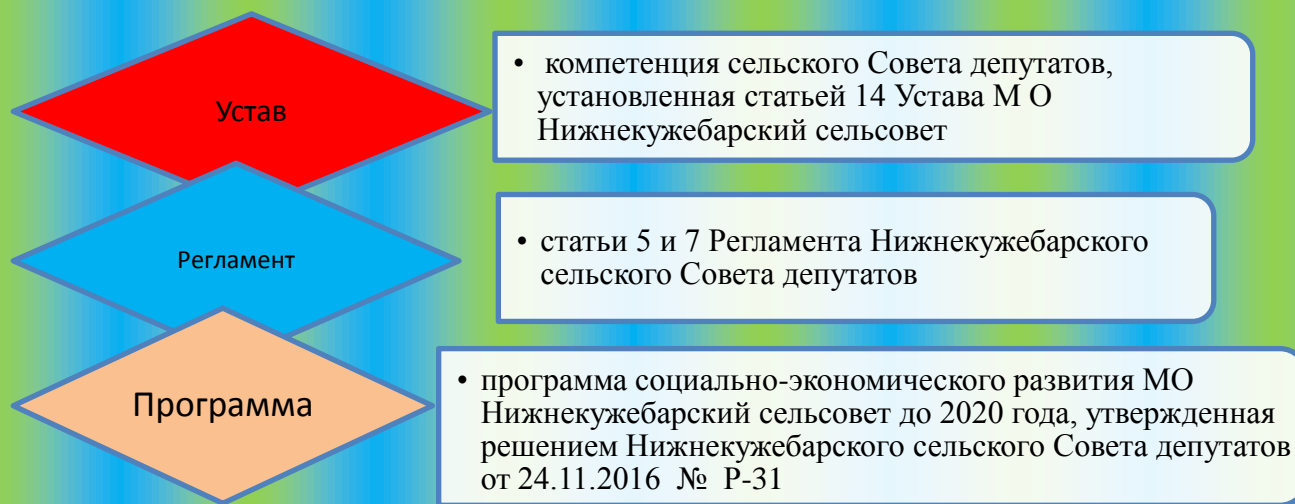 Устав
• компетенция сельского Совета депутатов,
установленная статьей 14 Устава М О
Нижнекужебарский сельсовет
Регламент
• статьи 5 и 7 Регламента Нижнекужебарского
сельского Совета депутатов
Программа
• программа социально-экономического развития МО
Нижнекужебарский сельсовет до 2020 года, утвержденная
решением Нижнекужебарского сельского Совета депутатов
от 24.11.2016 № Р-31